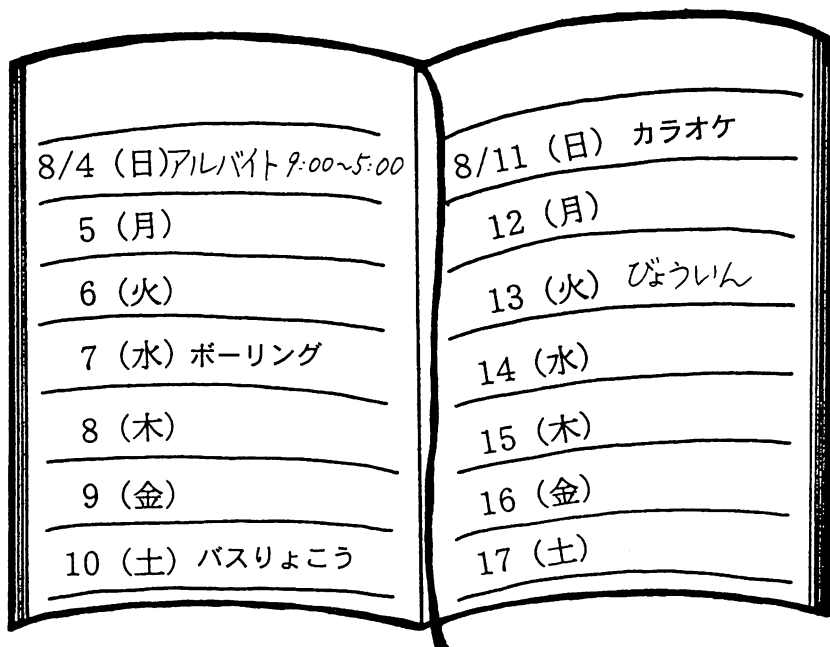 8/4（日）アルバイト 9:00~5:00
5（月）
6（火）
7（水）ボーリング
8（木）
9（金）
10（土）バスりょこう
8/11（日）カラオケ
12（月）
13（火）びょういん
14（水）
15（木）
16（金）
17（土）